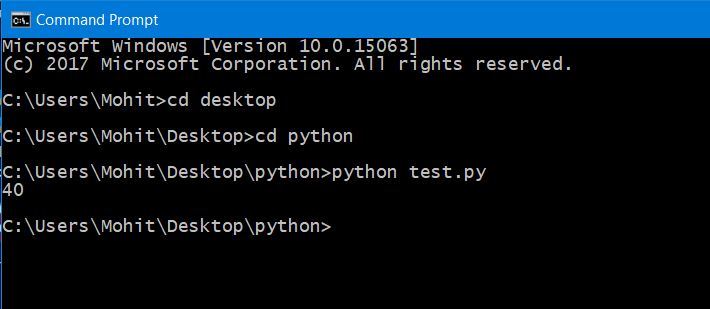 Command Prompt
Microsoft Windows [Version 10.0.15063]
(c) 2017 Microsoft Corporation. All rights reserved.
C:\Users\Mohit>cd desktop
C:\Users\Mohit\Desktop>cd python
C:\Users\Mohit\Desktop\python>python test.py
40
C:\Users\Mohit\Desktop\python>